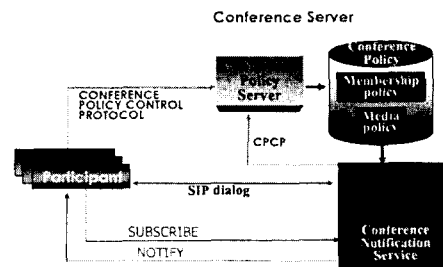 Conference Server
Conference
Policy
Membership
policy
Media
policy
Policy
Server
CONFERENCE
POLICY CONTROL
PROTOCOL
CPCP
Participant
SIP dialog
SUBSCRIBE
NOTIFY
Conference
Notification
Service